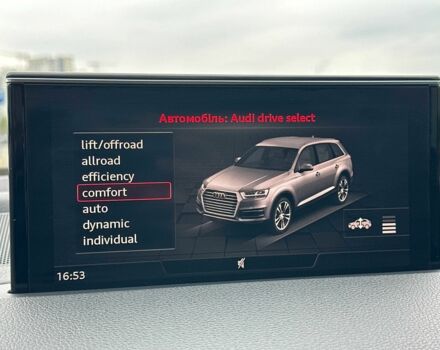 Автомобіль: Audi drive select
lift/offroad
allroad
efficiency
comfort
auto
dynamic
individual
16:53